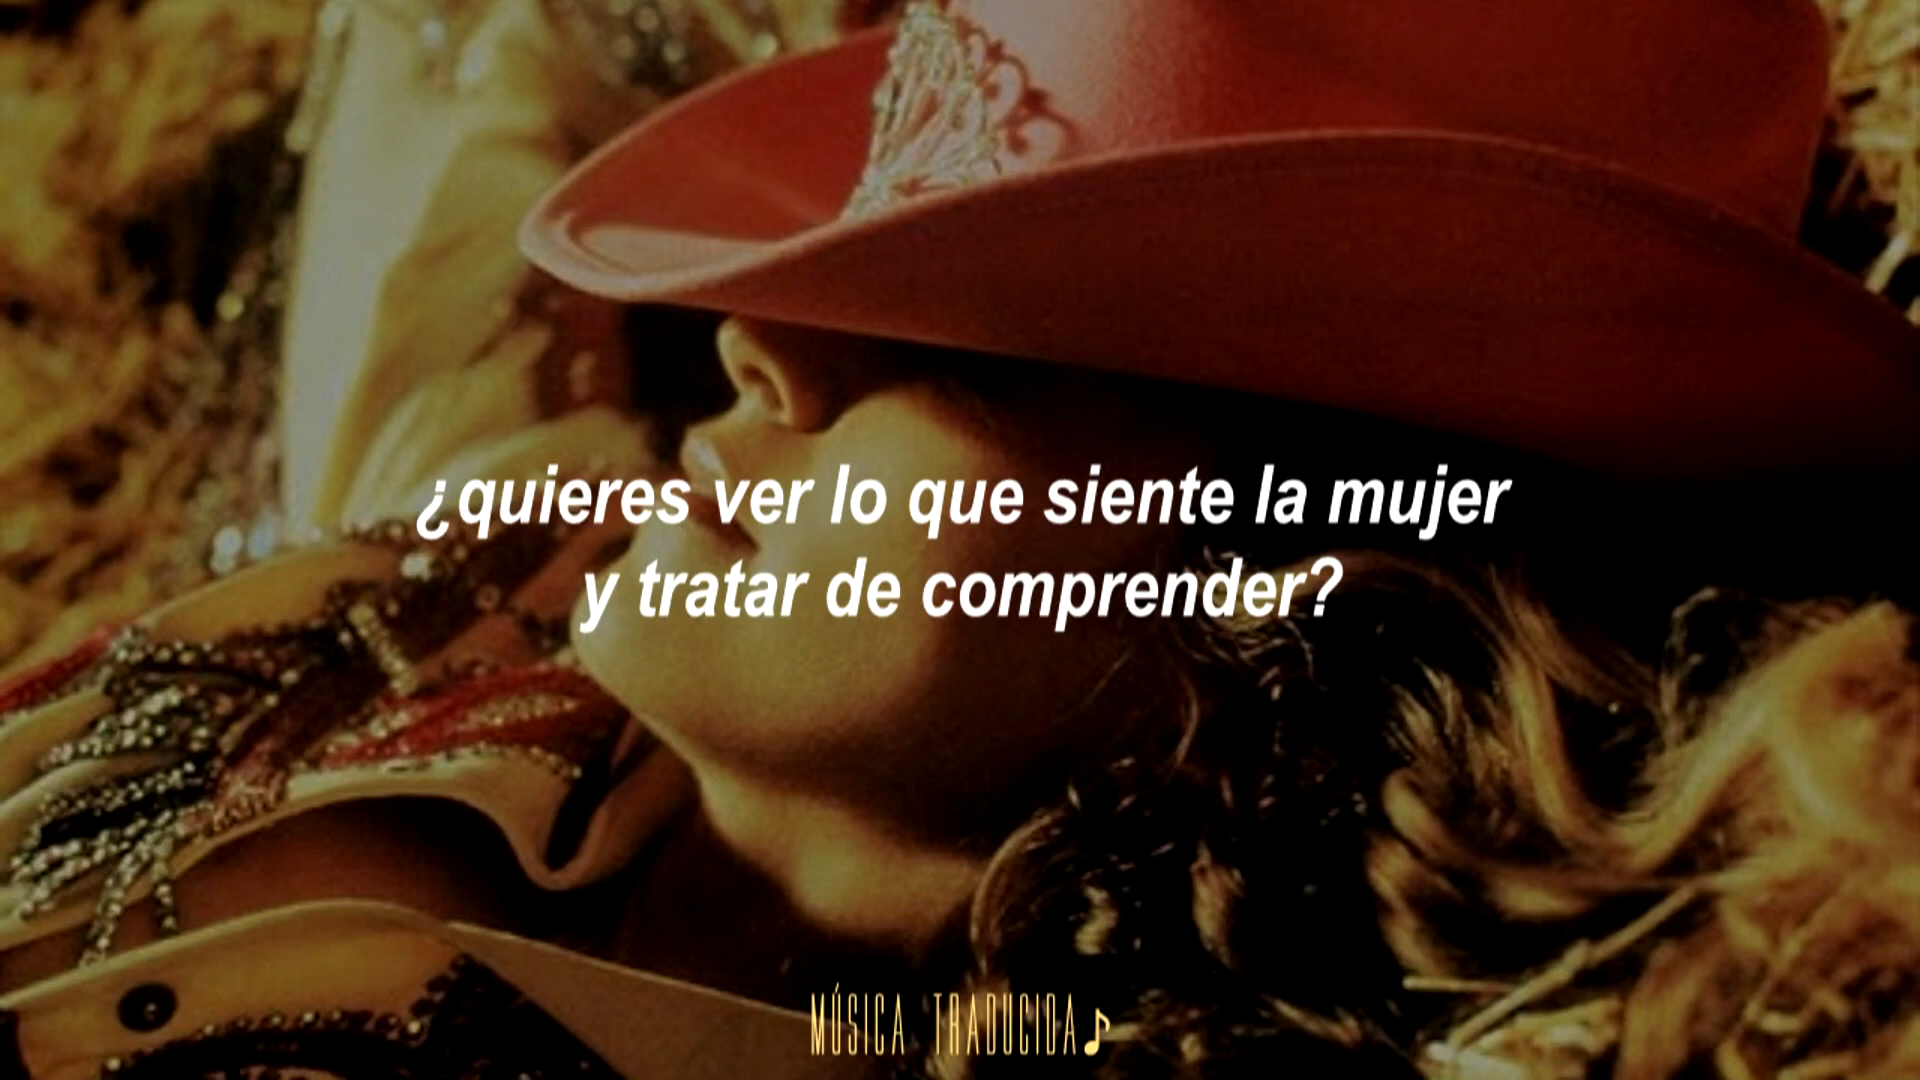 ¿quieres ver lo que siente la mujer
y tratar de comprender?
MÚSICA TRADUCIDA